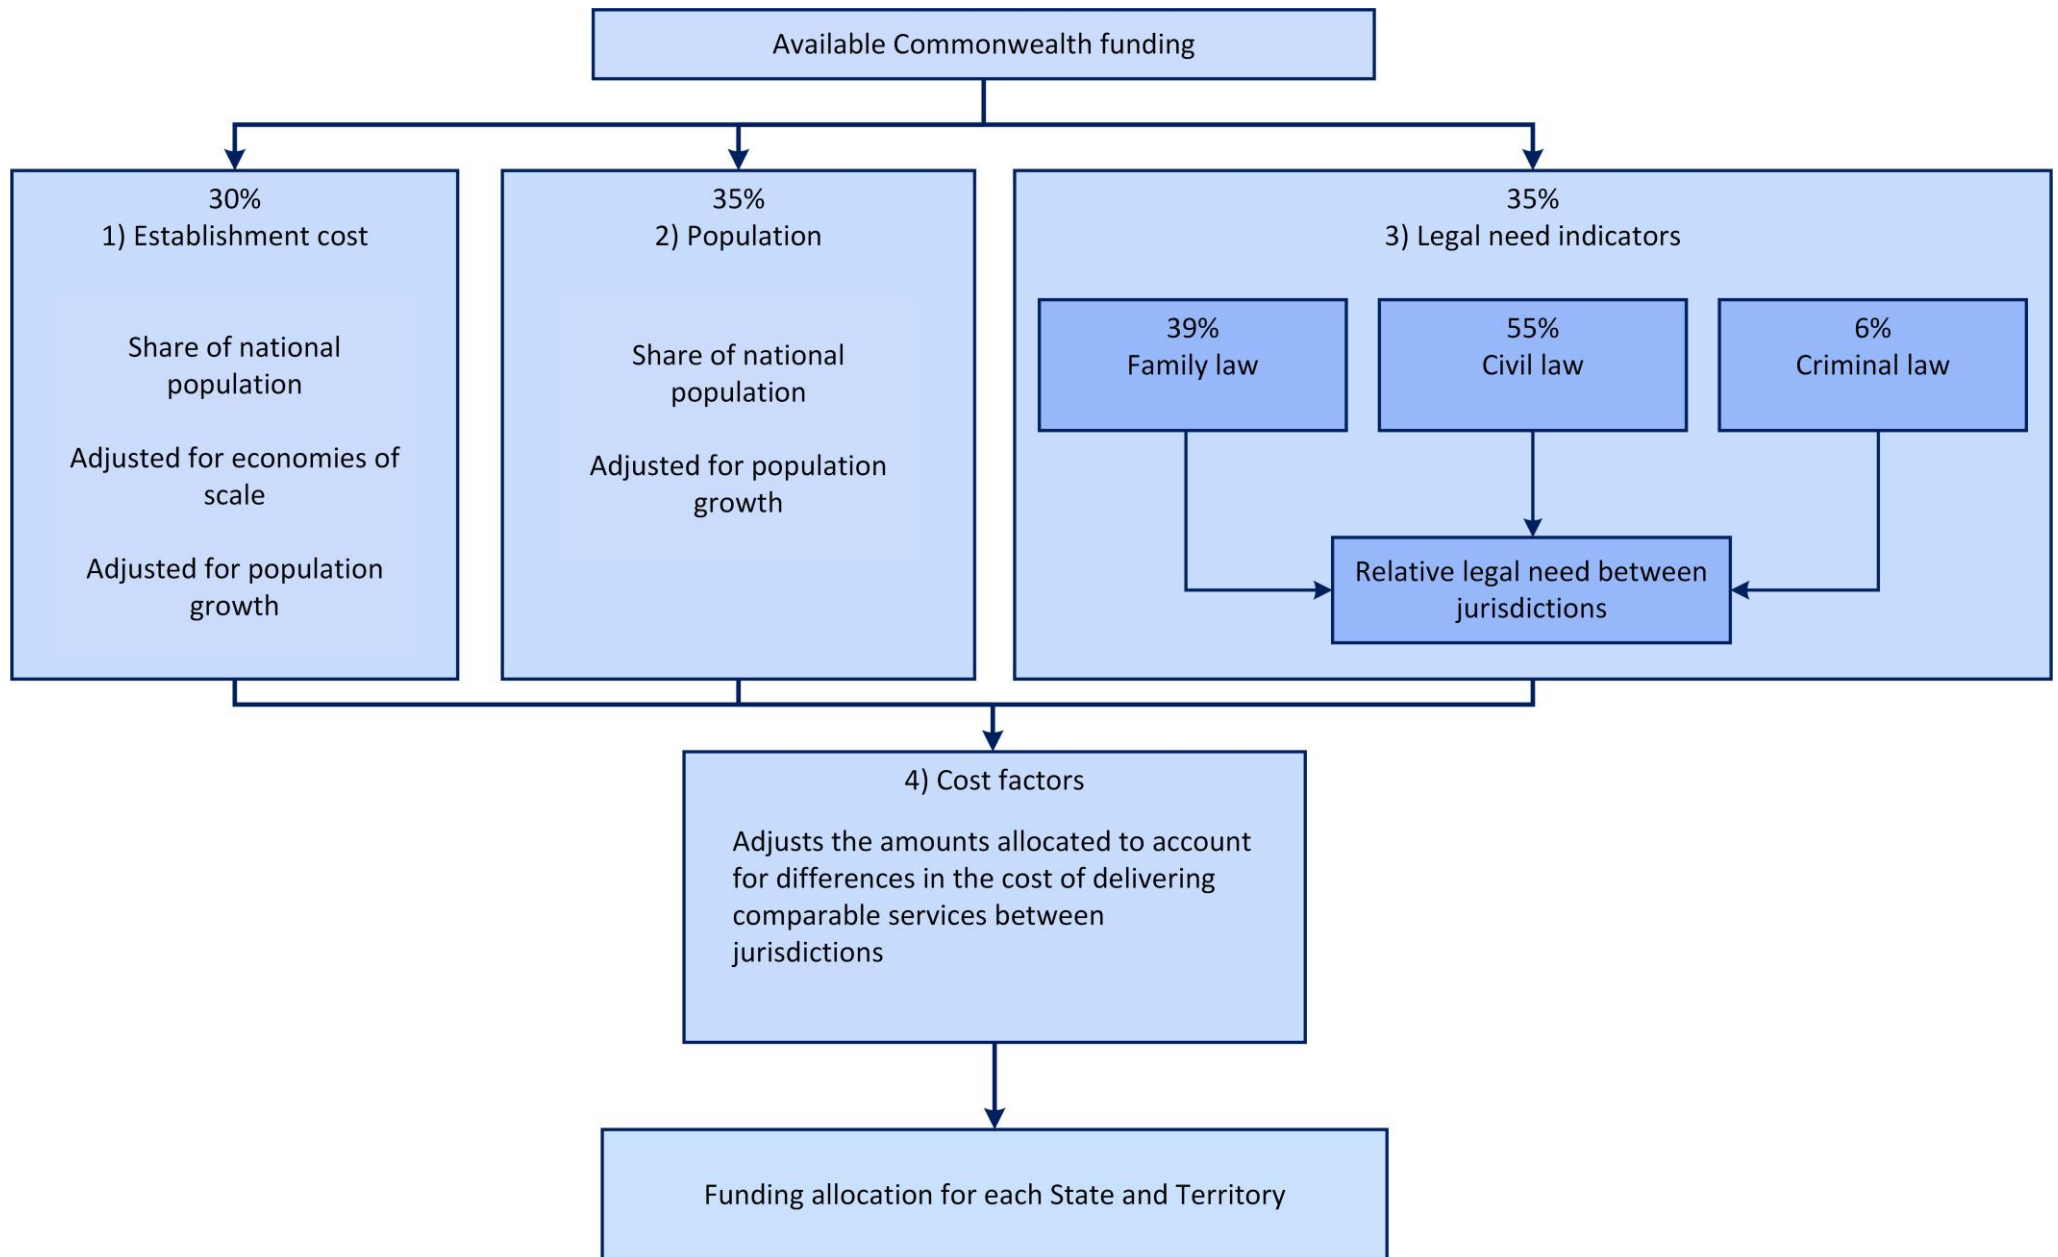 Available Commonwealth funding
30%
1) Establishment cost
Share of national
population
Adjusted for economies of
scale
Adjusted for population
growth
35%
2) Population
Share of national
population
Adjusted for population
growth
35%
3) Legal need indicators
39%
Family law
55%
Civil law
6%
Criminal law
Relative legal need between
jurisdictions
4) Cost factors
Adjusts the amounts allocated to account
for differences in the cost of delivering
comparable services between
jurisdictions
Funding allocation for each State and Territory